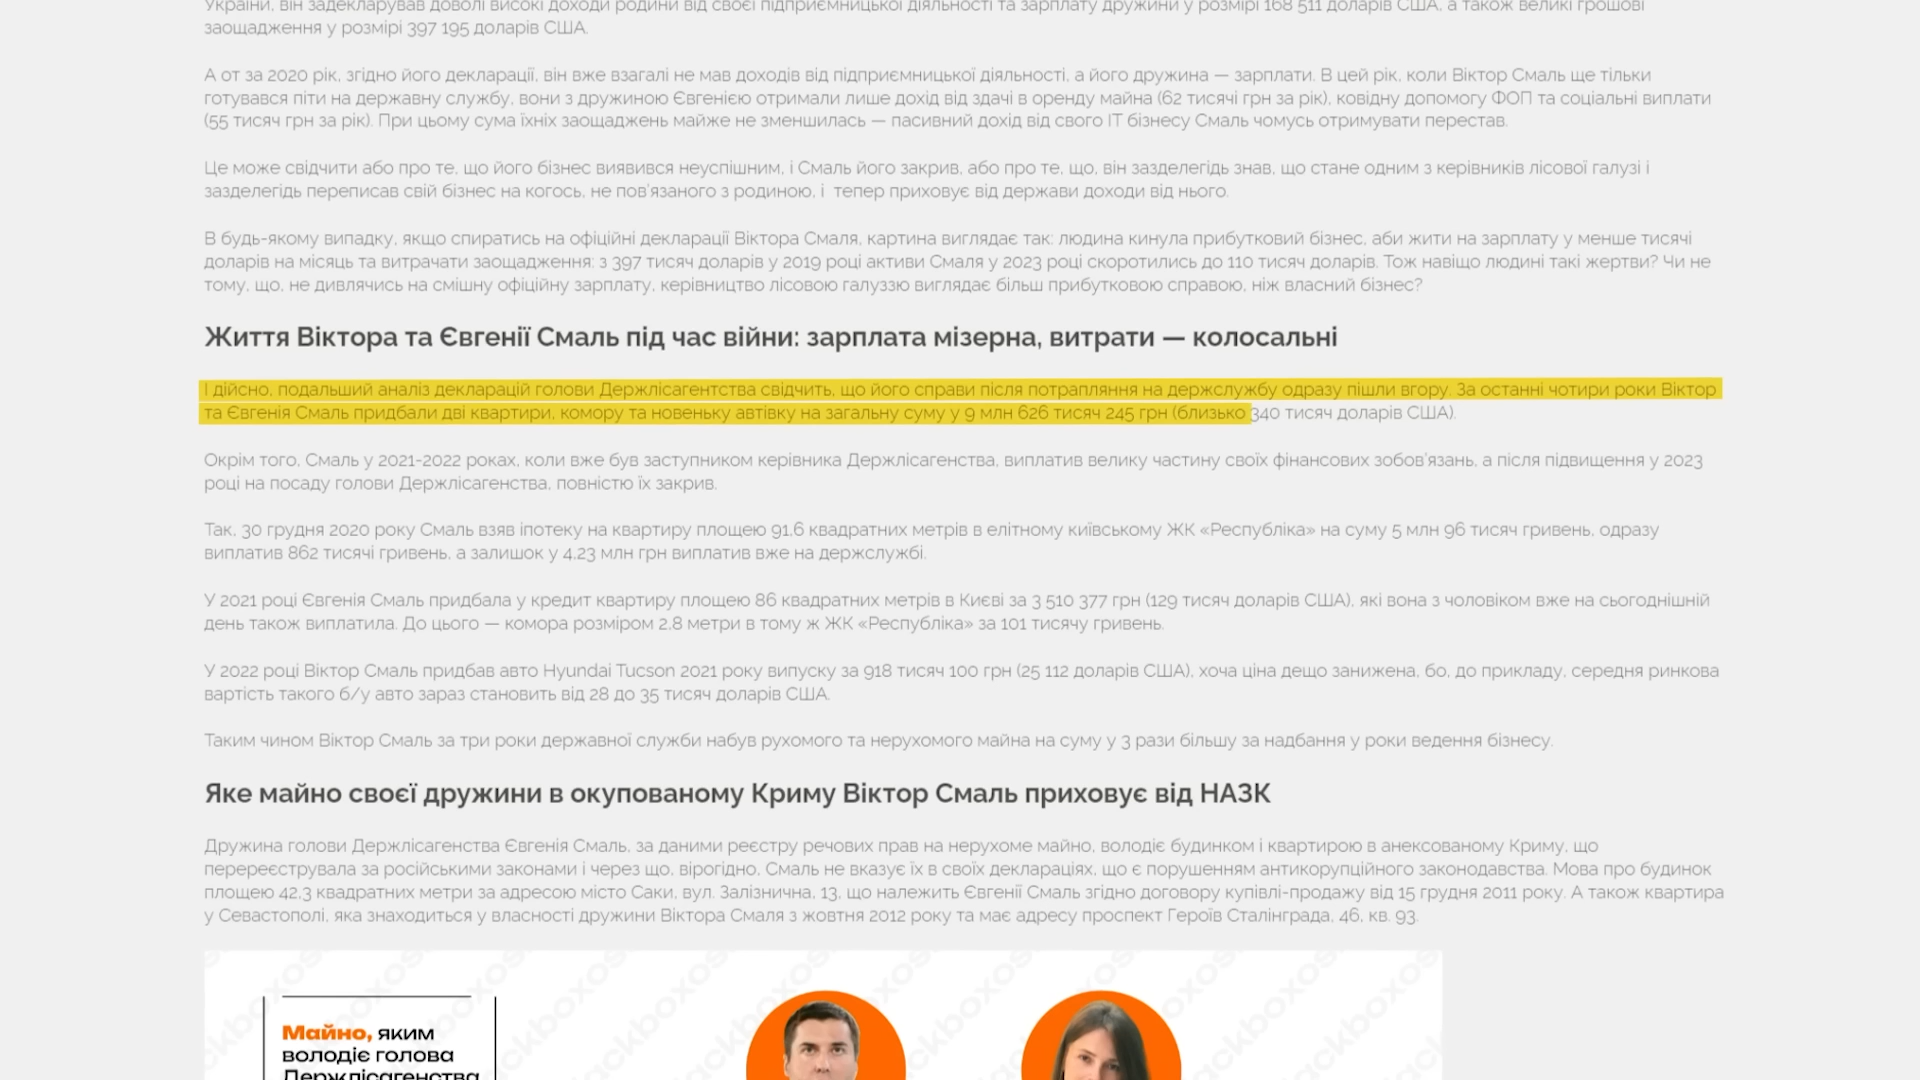 України, він задекларував доволі високі доходи родини від своєї підприємницької діяльності та зарплату дружини у розмірі 168 511 доларів США, а також великі грошові
заощадження у розмірі 397 195 доларів США.
А от за 2020 рік, згідно його декларації, він вже взагалі не мав доходів від підприємницької діяльності, а його дружина — зарплати. В цей рік, коли Віктор Смаль ще тільки
готувався піти на державну службу, вони з дружиною Євгенією отримали лише дохід від здачі в оренду майна (62 тисячі грн за рік), ковідну допомогу ФОП та соціальні виплати
(55 тисяч грн за рік). При цьому сума їхніх заощаджень майже не зменшилась — пасивний дохід від свого ІТ бізнесу Смаль чомусь отримувати перестав.
Це може свідчити або про те, що його бізнес виявився неуспішним, і Смаль його закрив, або про те, що, він зазделегідь знав, що стане одним з керівників лісової галузі і
зазделегідь переписав свій бізнес на когось, не пов'язаного з родиною, і тепер приховує від держави доходи від нього.
В будь-якому випадку, якщо спиратись на офіційні декларації Віктора Смаля, картина виглядає так: людина кинула прибутковий бізнес, аби жити на зарплату у менше тисячі
доларів на місяць та витрачати заощадження: з 397 тисяч доларів у 2019 році активи Смаля у 2023 році скоротились до 110 тисяч доларів. Тож навіщо людині такі жертви? Чи не
тому, що, не дивлячись на смішну офіційну зарплату, керівництво лісовою галуззю виглядає більш прибутковою справою, ніж власний бізнес?
Життя Віктора та Євгенії Смаль під час війни: зарплата мізерна, витрати — колосальні
І дійсно, подальший аналіз декларацій голови Держлісагентства свідчить, що його справи після потрапляння на держслужбу одразу пішли вгору. За останні чотири роки Віктор
та Євгенія Смаль придбали дві квартири, комору та новеньку автівку на загальну суму у 9 млн 626 тисяч 245 грн (близько 340 тисяч доларів США).
Окрім того, Смаль у 2021-2022 роках, коли вже був заступником керівника Держлісагенства, виплатив велику частину своїх фінансових зобов'язань, а після підвищення у 2023
році на посаду голови Держлісагенства, повністю їх закрив.
Так, 30 грудня 2020 року Смаль взяв іпотеку на квартиру площею 91,6 квадратних метрів в елітному київському ЖК «Республіка» на суму 5 млн 96 тисяч гривень, одразу
виплатив 862 тисячі гривень, а залишок у 4,23 млн грн виплатив вже на держслужбі.
У 2021 році Євгенія Смаль придбала у кредит квартиру площею 86 квадратних метрів в Києві за 3 510 377 грн (129 тисяч доларів США), які вона з чоловіком вже на сьогоднішній
день також виплатила. До цього — комора розміром 2,8 метри в тому ж ЖК «Республіка» за 101 тисячу гривень.
У 2022 році Віктор Смаль придбав авто Hyundai Tucson 2021 року випуску за 918 тисяч 100 грн (25 112 доларів США), хоча ціна дещо занижена, бо, до прикладу, середня ринкова
вартість такого б/у авто зараз становить від 28 до 35 тисяч доларів США.
Таким чином Віктор Смаль за три роки державної служби набув рухомого та нерухомого майна на суму у 3 рази більшу за надбання у роки ведення бізнесу.
Яке майно своєї дружини в окупованому Криму Віктор Смаль приховує від НАЗК
Дружина голови Держлісагенства Євгенія Смаль, за даними реєстру речових прав на нерухоме майно, володіє будинком і квартирою в анексованому Криму, що
перереєструвала за російськими законами і через що, вірогідно, Смаль не вказує їх в своїх деклараціях, що є порушенням антикорупційного законодавства. Мова про будинок
площею 42,3 квадратних метри за адресою місто Саки, вул. Залізнична, 13, що належить Євгенії Смаль згідно договору купівлі-продажу від 15 грудня 2011 року. А також квартира
у Севастополі, яка знаходиться у власності дружини Віктора Смаля з жовтня 2012 року та має адресу проспект Героїв Сталінграда, 46, кв. 93.
Майно, яким
володіє голова
Держлісагенства